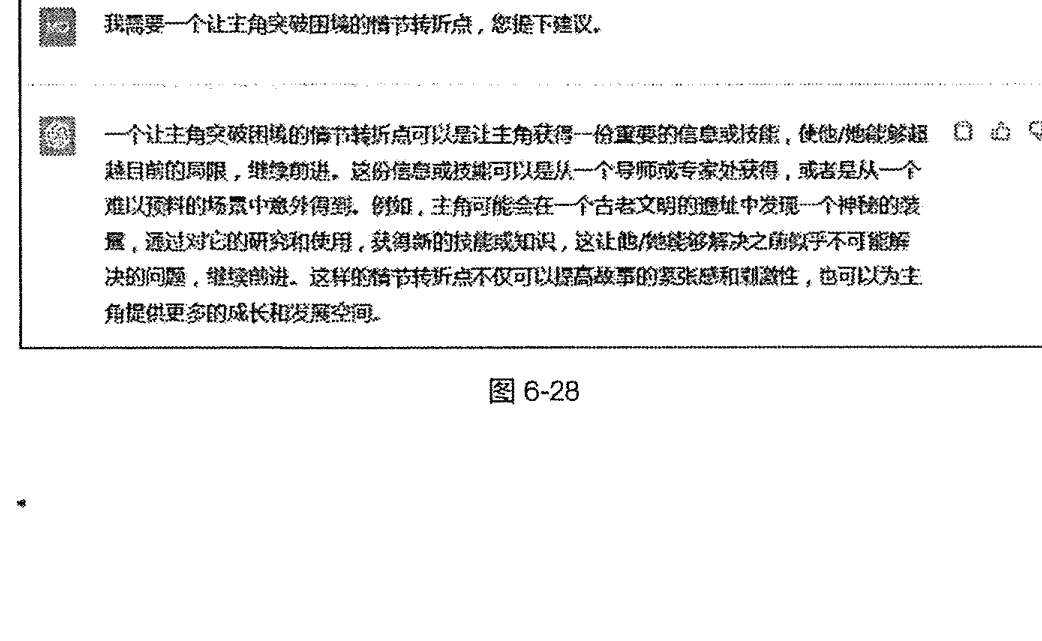 我需要一个让主角突破困境的情节转折点，您提下建议。
一个让主角突破困境的情节转折点可以是让主角获得一份重要的信息或技能，使他/她能够超
越目前的局限，继续前进。这份信息或技能可以是从一个导师或专家处获得，或者是从一个
难以预料的场景中意外得到。例如，主角可能会在一个古老文明的遗址中发现一个神秘的装
置，通过对它的研究和使用，获得新的技能或知识，这让他/她能够解决之前似乎不可能解
决的问题，继续前进。这样的情节转折点不仅可以提高故事的紧张感和刺激性，也可以为主
角提供更多的成长和发展空间。
图 6-28